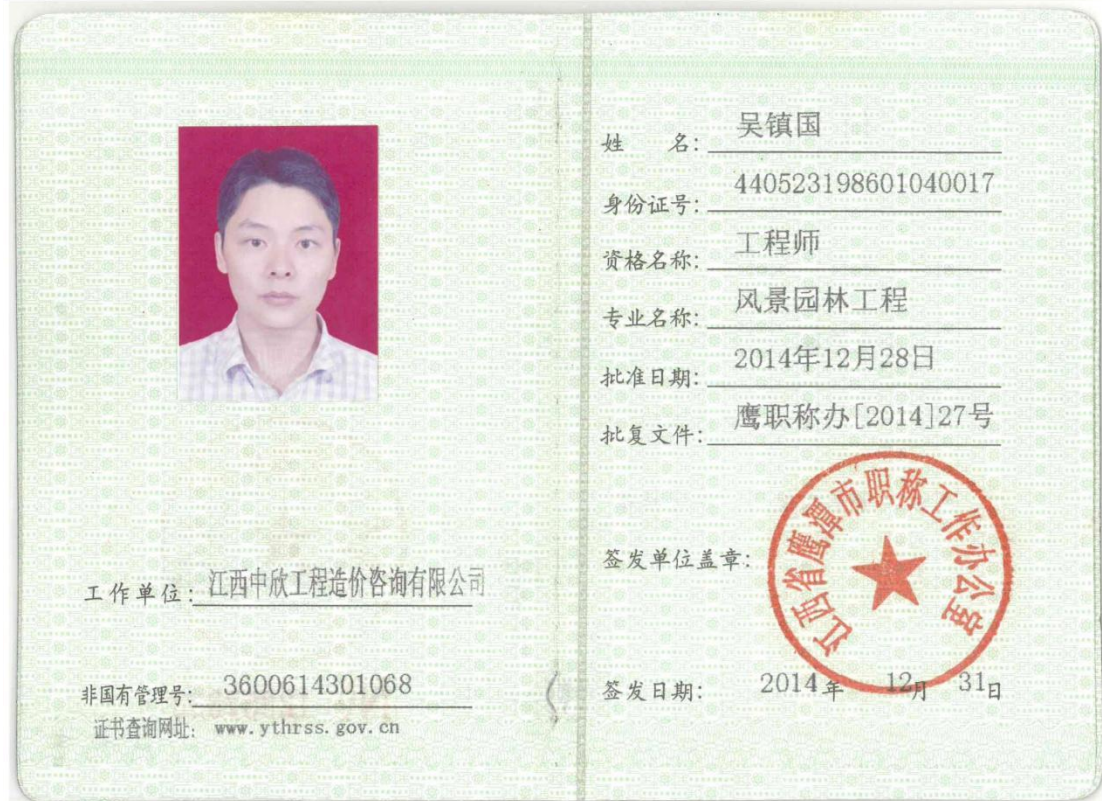 工作单位：江西中欣工程造价咨询有限公司
非国有管理号：3600614301068
证书查询网址：www.ythrss.gov.cn
姓 名：吴镇国
身份证号：440523198601040017
资格名称：工程师
专业名称：风景园林工程
批准日期：2014年12月28日
批复文件：鹰职称办[2014]27号
签发单位盖章：
江西省鹰潭市职称工作办公室
签发日期： 2014年 12月 31日